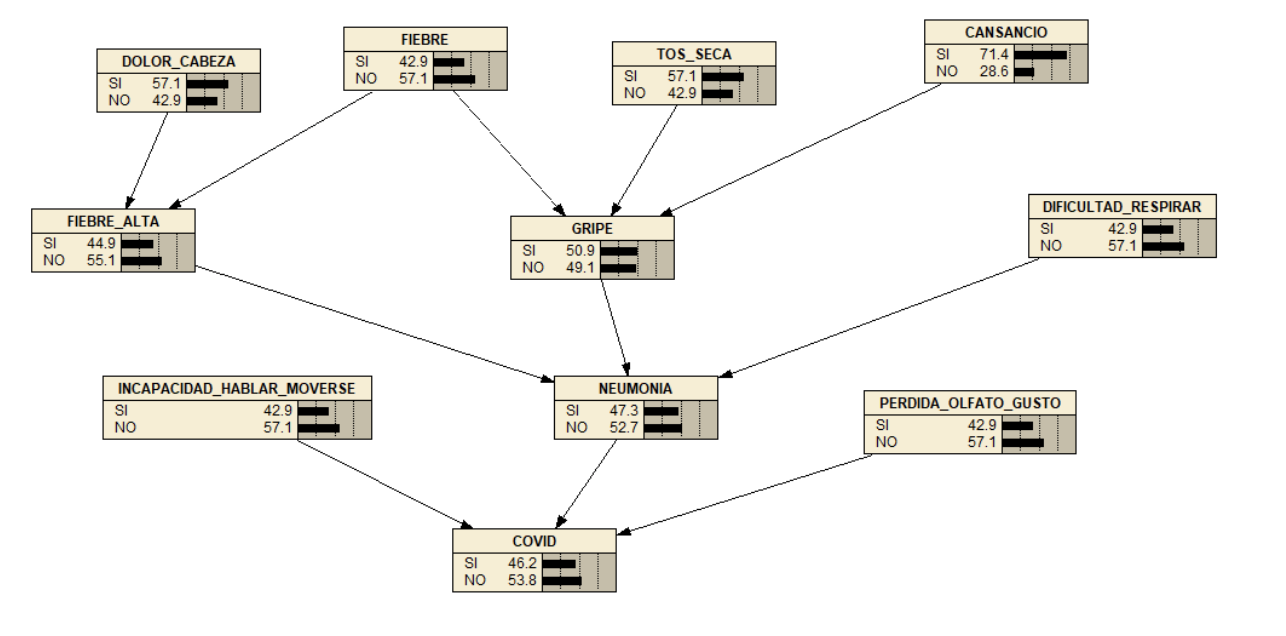 DOLOR_CABEZA
SI 57.1
NO 42.9
FIEBRE
SI 42.9
NO 57.1
TOS_SECA
SI 57.1
NO 42.9
CANSANCIO
SI 71.4
NO 28.6
FIEBRE_ALTA
SI 44.9
NO 55.1
GRIPE
SI 50.9
NO 49.1
DIFICULTAD_RESPIRAR
SI 42.9
NO 57.1
INCAPACIDAD_HABLAR_MOVERSE
SI 42.9
NO 57.1
NEUMONIA
SI 47.3
NO 52.7
PERDIDA_OLFATO_GUSTO
SI 42.9
NO 57.1
COVID
SI 46.2
NO 53.8